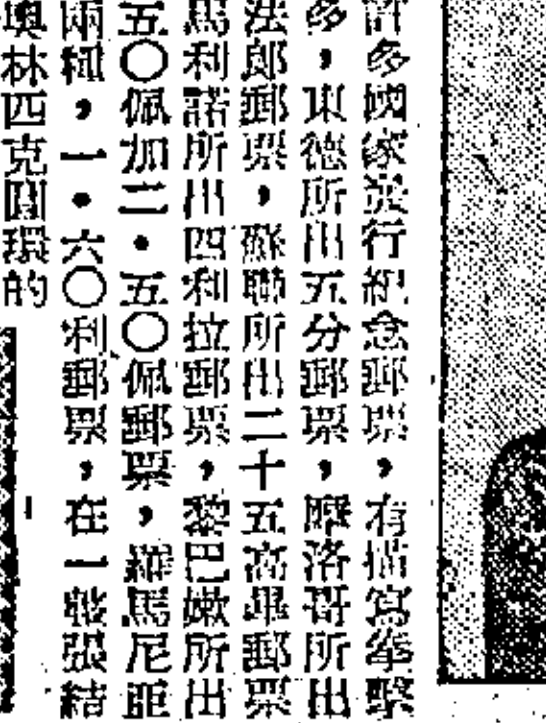 許多國家發行紀念郵票，有描寫拳擊
多，東德所出五分郵票，摩洛哥所出
法郎郵票，蘇聯所出二十五高畢郵票
馬利諾所出四利拉郵票，黎巴嫩所出
五〇佩加二・五〇佩郵票，羅馬尼亞
兩種，一・六〇利郵票，在一般張結
奧林匹克圓環的